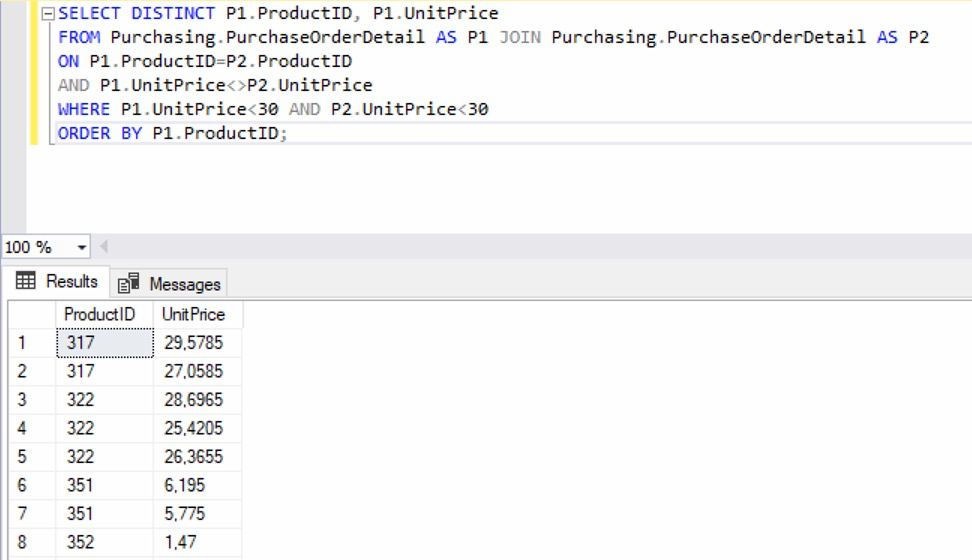 SELECT DISTINCT P1.ProductID, P1.UnitPrice
FROM Purchasing.PurchaseOrderDetail AS P1 JOIN Purchasing.PurchaseOrderDetail AS P2
ON P1.ProductID=P2.ProductID
AND P1.UnitPrice<>P2.UnitPrice
WHERE P1.UnitPrice<30 AND P2.UnitPrice<30
ORDER BY P1.ProductID;
100 %
Results Messages
ProductID UnitPrice
1 317 29,5785
2 317 27,0585
3 322 28,6965
4 322 25,4205
5 322 26,3655
6 351 6,195
7 351 5,775
8 352 1,47